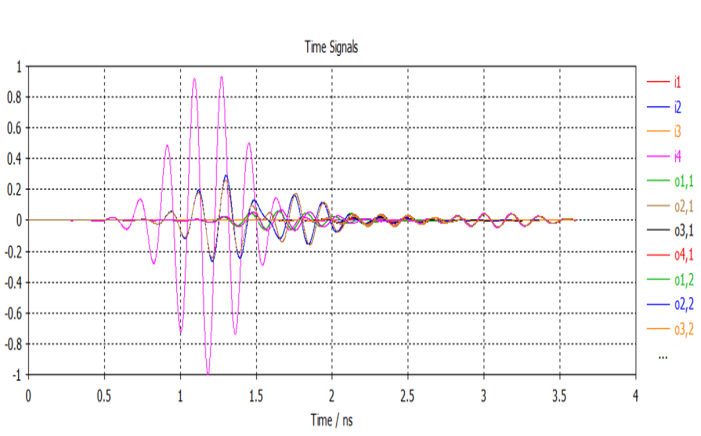 Time Signals
1
0.8
0.6
0.4
0.2
0
-0.2
-0.4
-0.6
-0.8
-1
0 0.5 1 1.5 2 2.5 3 3.5 4
Time / ns
i1
i2
i3
i4
o1,1
o2,1
o3,1
o4,1
o1,2
o2,2
o3,2
...